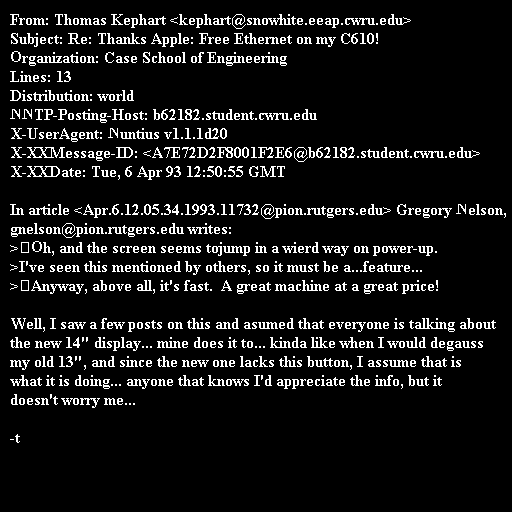 From: Thomas Kephart <kephart@snowhite.eeap.cwru.edu>
Subject: Re: Thanks Apple: Free Ethernet on my C610!
Organization: Case School of Engineering
Lines: 13
Distribution: world
NNTP-Posting-Host: b62182.student.cwru.edu
X-UserAgent: Nuntius v1.1.1d20
X-XXMessage-ID: <A7E72D2F8001F2E6@b62182.student.cwru.edu>
X-XXDate: Tue, 6 Apr 93 12:50:55 GMT

In article <Apr.6.12.05.34.1993.11732@pion.rutgers.edu> Gregory Nelson,
gnelson@pion.rutgers.edu writes:
>▯Oh, and the screen seems tojump in a wierd way on power-up.
>I've seen this mentioned by others, so it must be a...feature...
>▯Anyway, above all, it's fast.  A great machine at a great price!

Well, I saw a few posts on this and asumed that everyone is talking about
the new 14" display... mine does it to... kinda like when I would degauss
my old 13", and since the new one lacks this button, I assume that is
what it is doing... anyone that knows I'd appreciate the info, but it
doesn't worry me...

-t